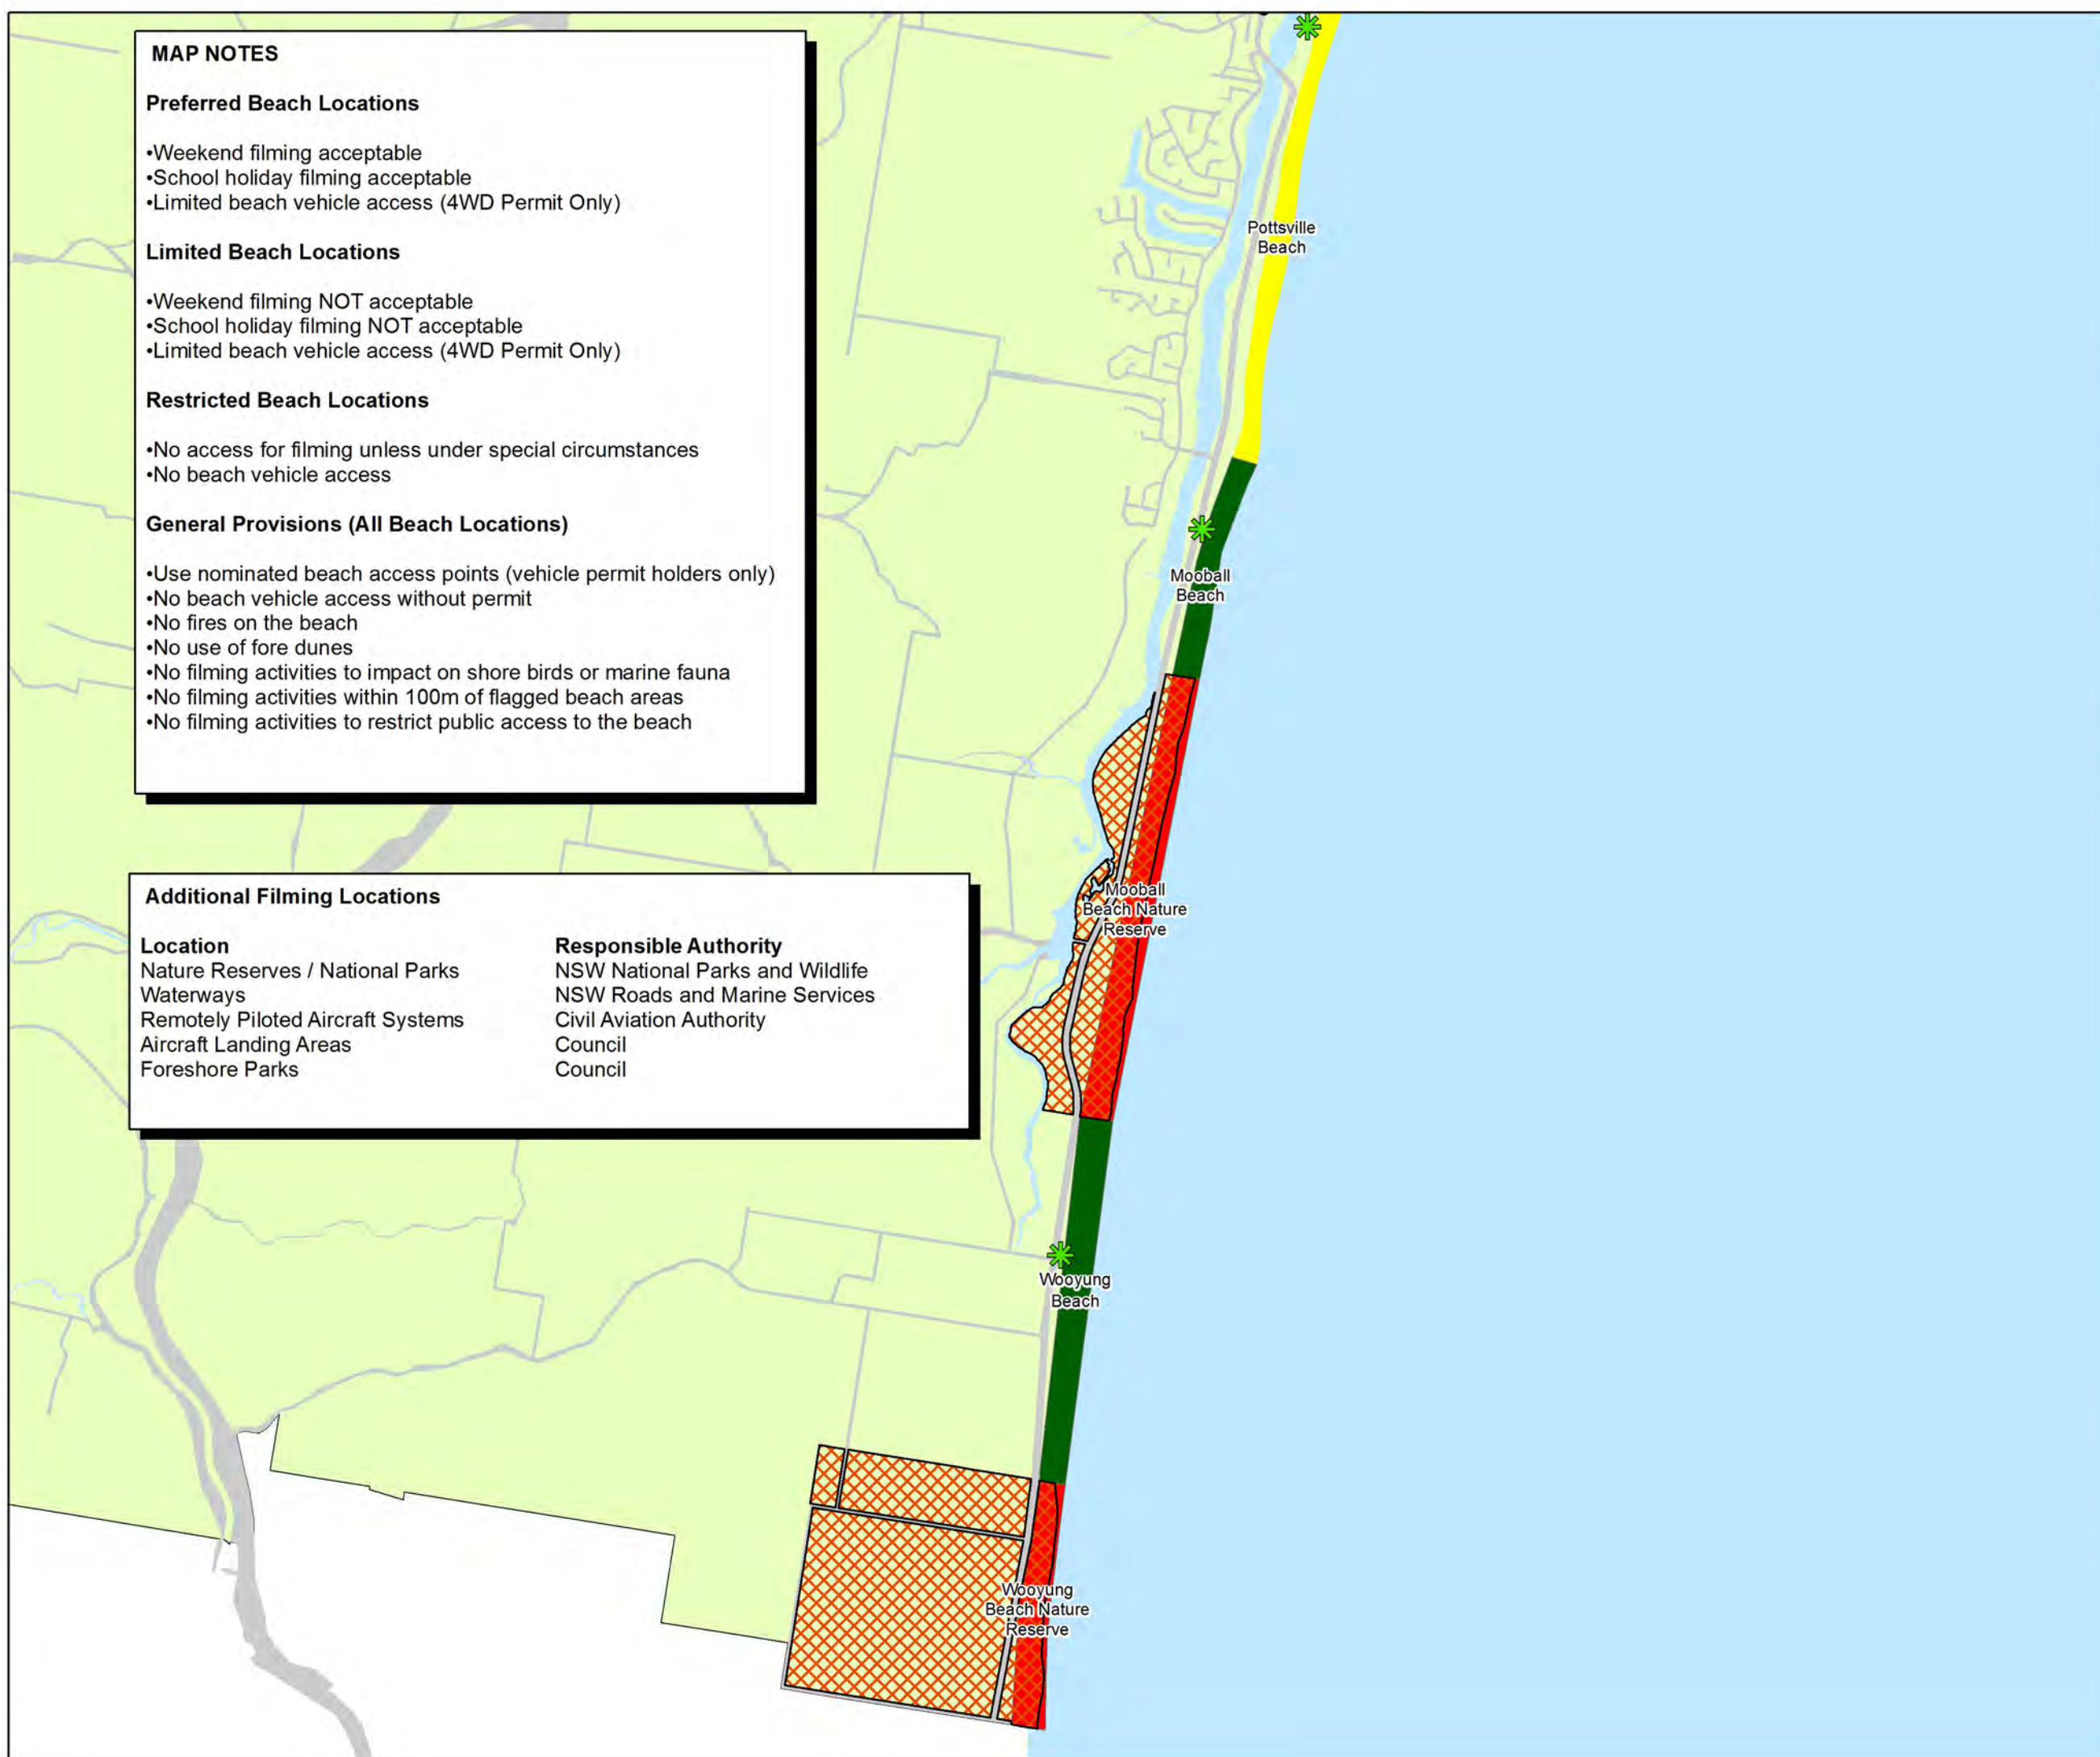 MAP NOTES
Preferred Beach Locations
•Weekend filming acceptable
•School holiday filming acceptable
•Limited beach vehicle access (4WD Permit Only)
Limited Beach Locations
•Weekend filming NOT acceptable
•School holiday filming NOT acceptable
•Limited beach vehicle access (4WD Permit Only)
Restricted Beach Locations
•No access for filming unless under special circumstances
•No beach vehicle access
General Provisions (All Beach Locations)
•Use nominated beach access points (vehicle permit holders only)
•No beach vehicle access without permit
•No fires on the beach
•No use of fore dunes
•No filming activities to impact on shore birds or marine fauna
•No filming activities within 100m of flagged beach areas
•No filming activities to restrict public access to the beach
Additional Filming Locations
Location Responsible Authority
Nature Reserves / National Parks NSW National Parks and Wildlife
Waterways NSW Roads and Marine Services
Remotely Piloted Aircraft Systems Civil Aviation Authority
Aircraft Landing Areas Council
Foreshore Parks Council
Pottsville
Beach
Mooball
Beach
Mooball
Beach Nature
Reserve
Wooyung
Beach
Wooyung
Beach Nature
Reserve